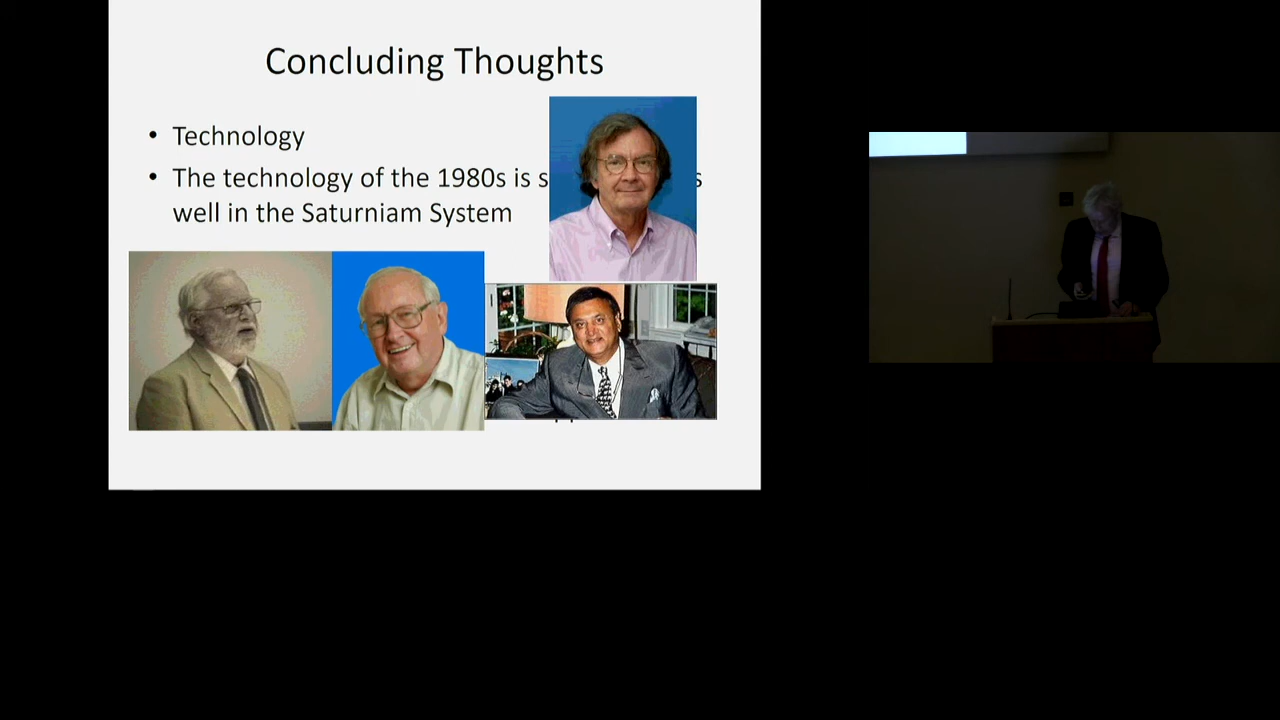 Concluding Thoughts
• Technology
• The technology of the 1980s is
well in the Saturniam System